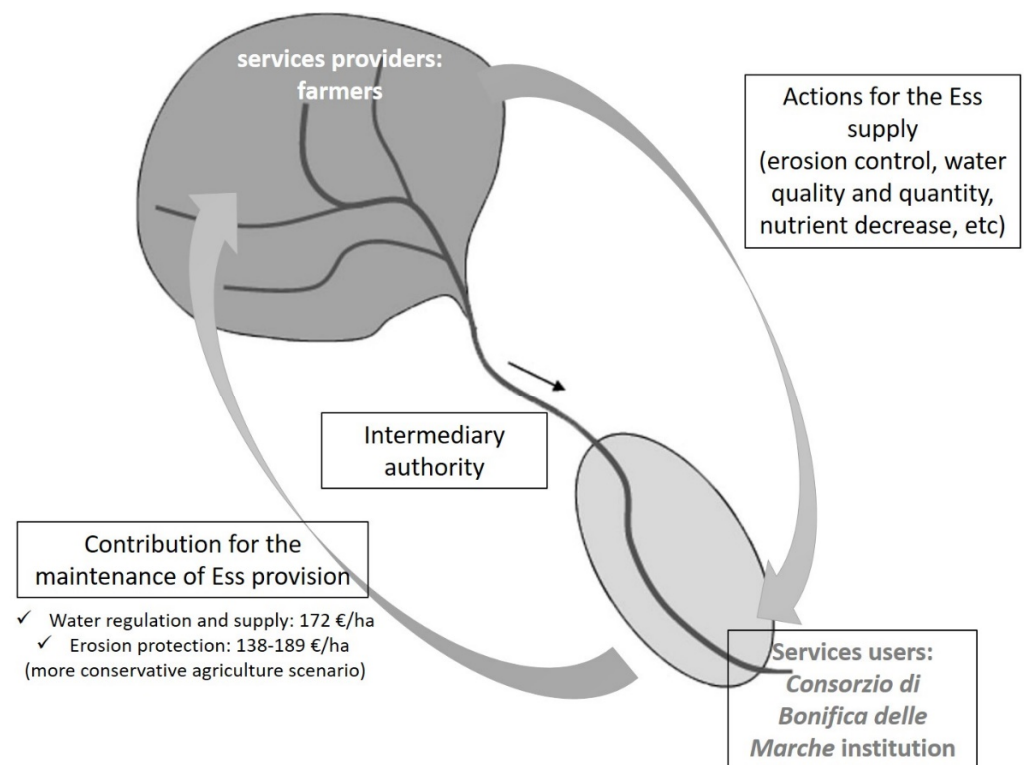 services providers:
farmers
Actions for the Ess
supply
(erosion control, water
quality and quantity,
nutrient decrease, etc)
Intermediary
authority
Contribution for the
maintenance of Ess provision
✓ Water regulation and supply: 172 €/ha
✓ Erosion protection: 138-189 €/ha
(more conservative agriculture scenario)
Services users:
Consorzio di
Bonifica delle
Marche institution